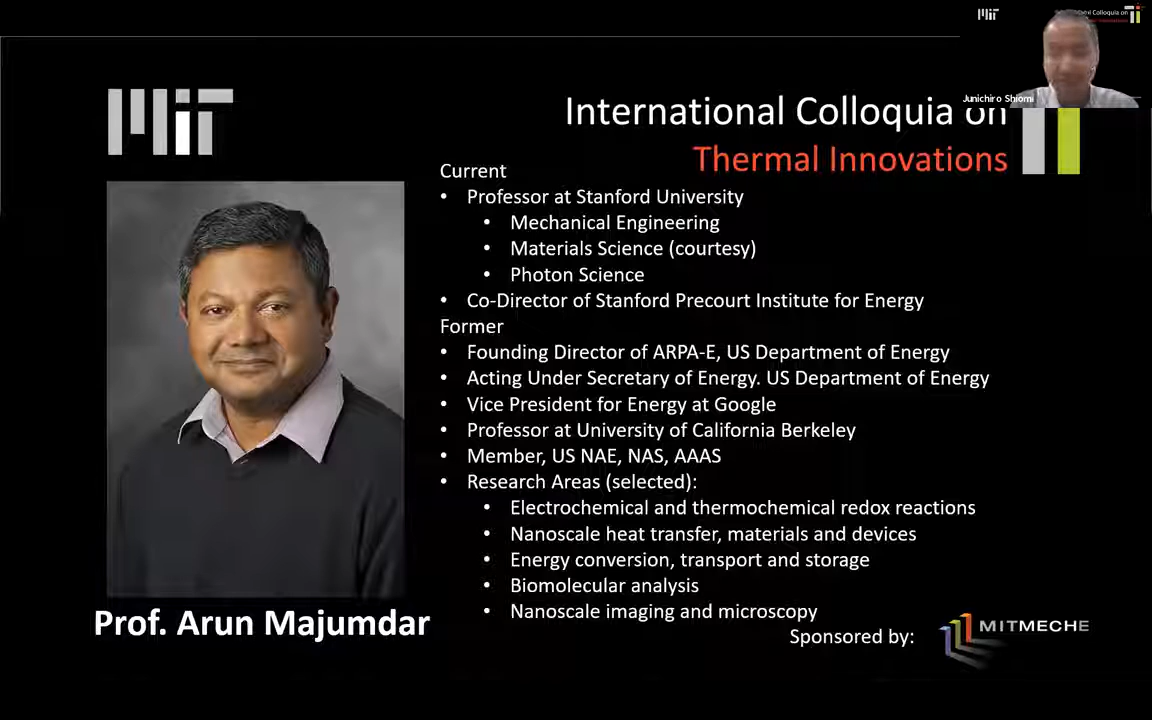 MIT
International Colloquia on
Thermal Innovations
Junichiro Shiomi
Current
• Professor at Stanford University
• Mechanical Engineering
• Materials Science (courtesy)
• Photon Science
• Co-Director of Stanford Precourt Institute for Energy
Former
• Founding Director of ARPA-E, US Department of Energy
• Acting Under Secretary of Energy. US Department of Energy
• Vice President for Energy at Google
• Professor at University of California Berkeley
• Member, US NAE, NAS, AAAS
• Research Areas (selected):
• Electrochemical and thermochemical redox reactions
• Nanoscale heat transfer, materials and devices
• Energy conversion, transport and storage
• Biomolecular analysis
• Nanoscale imaging and microscopy
Prof. Arun Majumdar
Sponsored by:
MITMECHE
MIT
Colloquia on